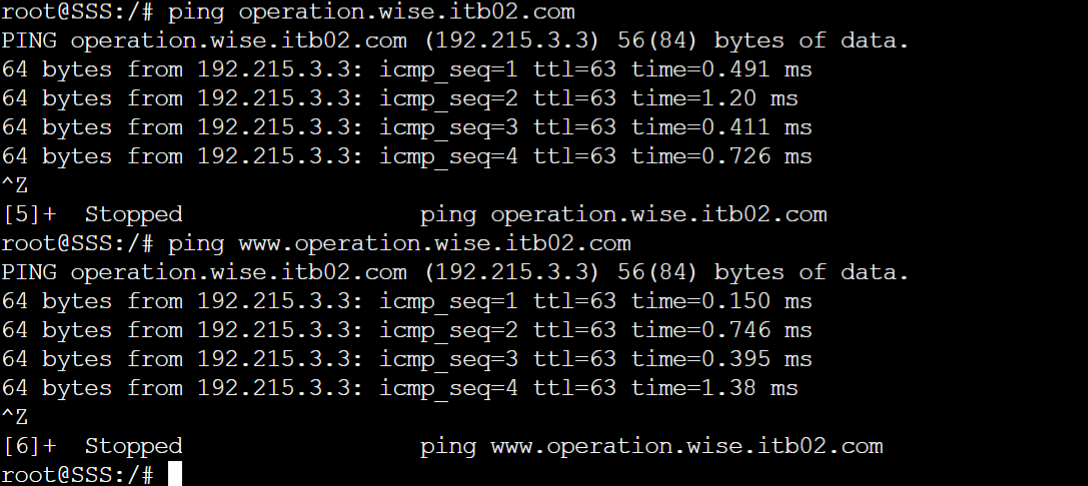 root@SSS:/# ping operation.wise.itb02.com
PING operation.wise.itb02.com (192.215.3.3) 56(84) bytes of data.
64 bytes from 192.215.3.3: icmp_seq=1 ttl=63 time=0.491 ms
64 bytes from 192.215.3.3: icmp_seq=2 ttl=63 time=1.20 ms
64 bytes from 192.215.3.3: icmp_seq=3 ttl=63 time=0.411 ms
64 bytes from 192.215.3.3: icmp_seq=4 ttl=63 time=0.726 ms
^Z
[5]+  Stopped                 ping operation.wise.itb02.com
root@SSS:/# ping www.operation.wise.itb02.com
PING operation.wise.itb02.com (192.215.3.3) 56(84) bytes of data.
64 bytes from 192.215.3.3: icmp_seq=1 ttl=63 time=0.150 ms
64 bytes from 192.215.3.3: icmp_seq=2 ttl=63 time=0.746 ms
64 bytes from 192.215.3.3: icmp_seq=3 ttl=63 time=0.395 ms
64 bytes from 192.215.3.3: icmp_seq=4 ttl=63 time=1.38 ms
^Z
[6]+  Stopped                 ping www.operation.wise.itb02.com
root@SSS:/#